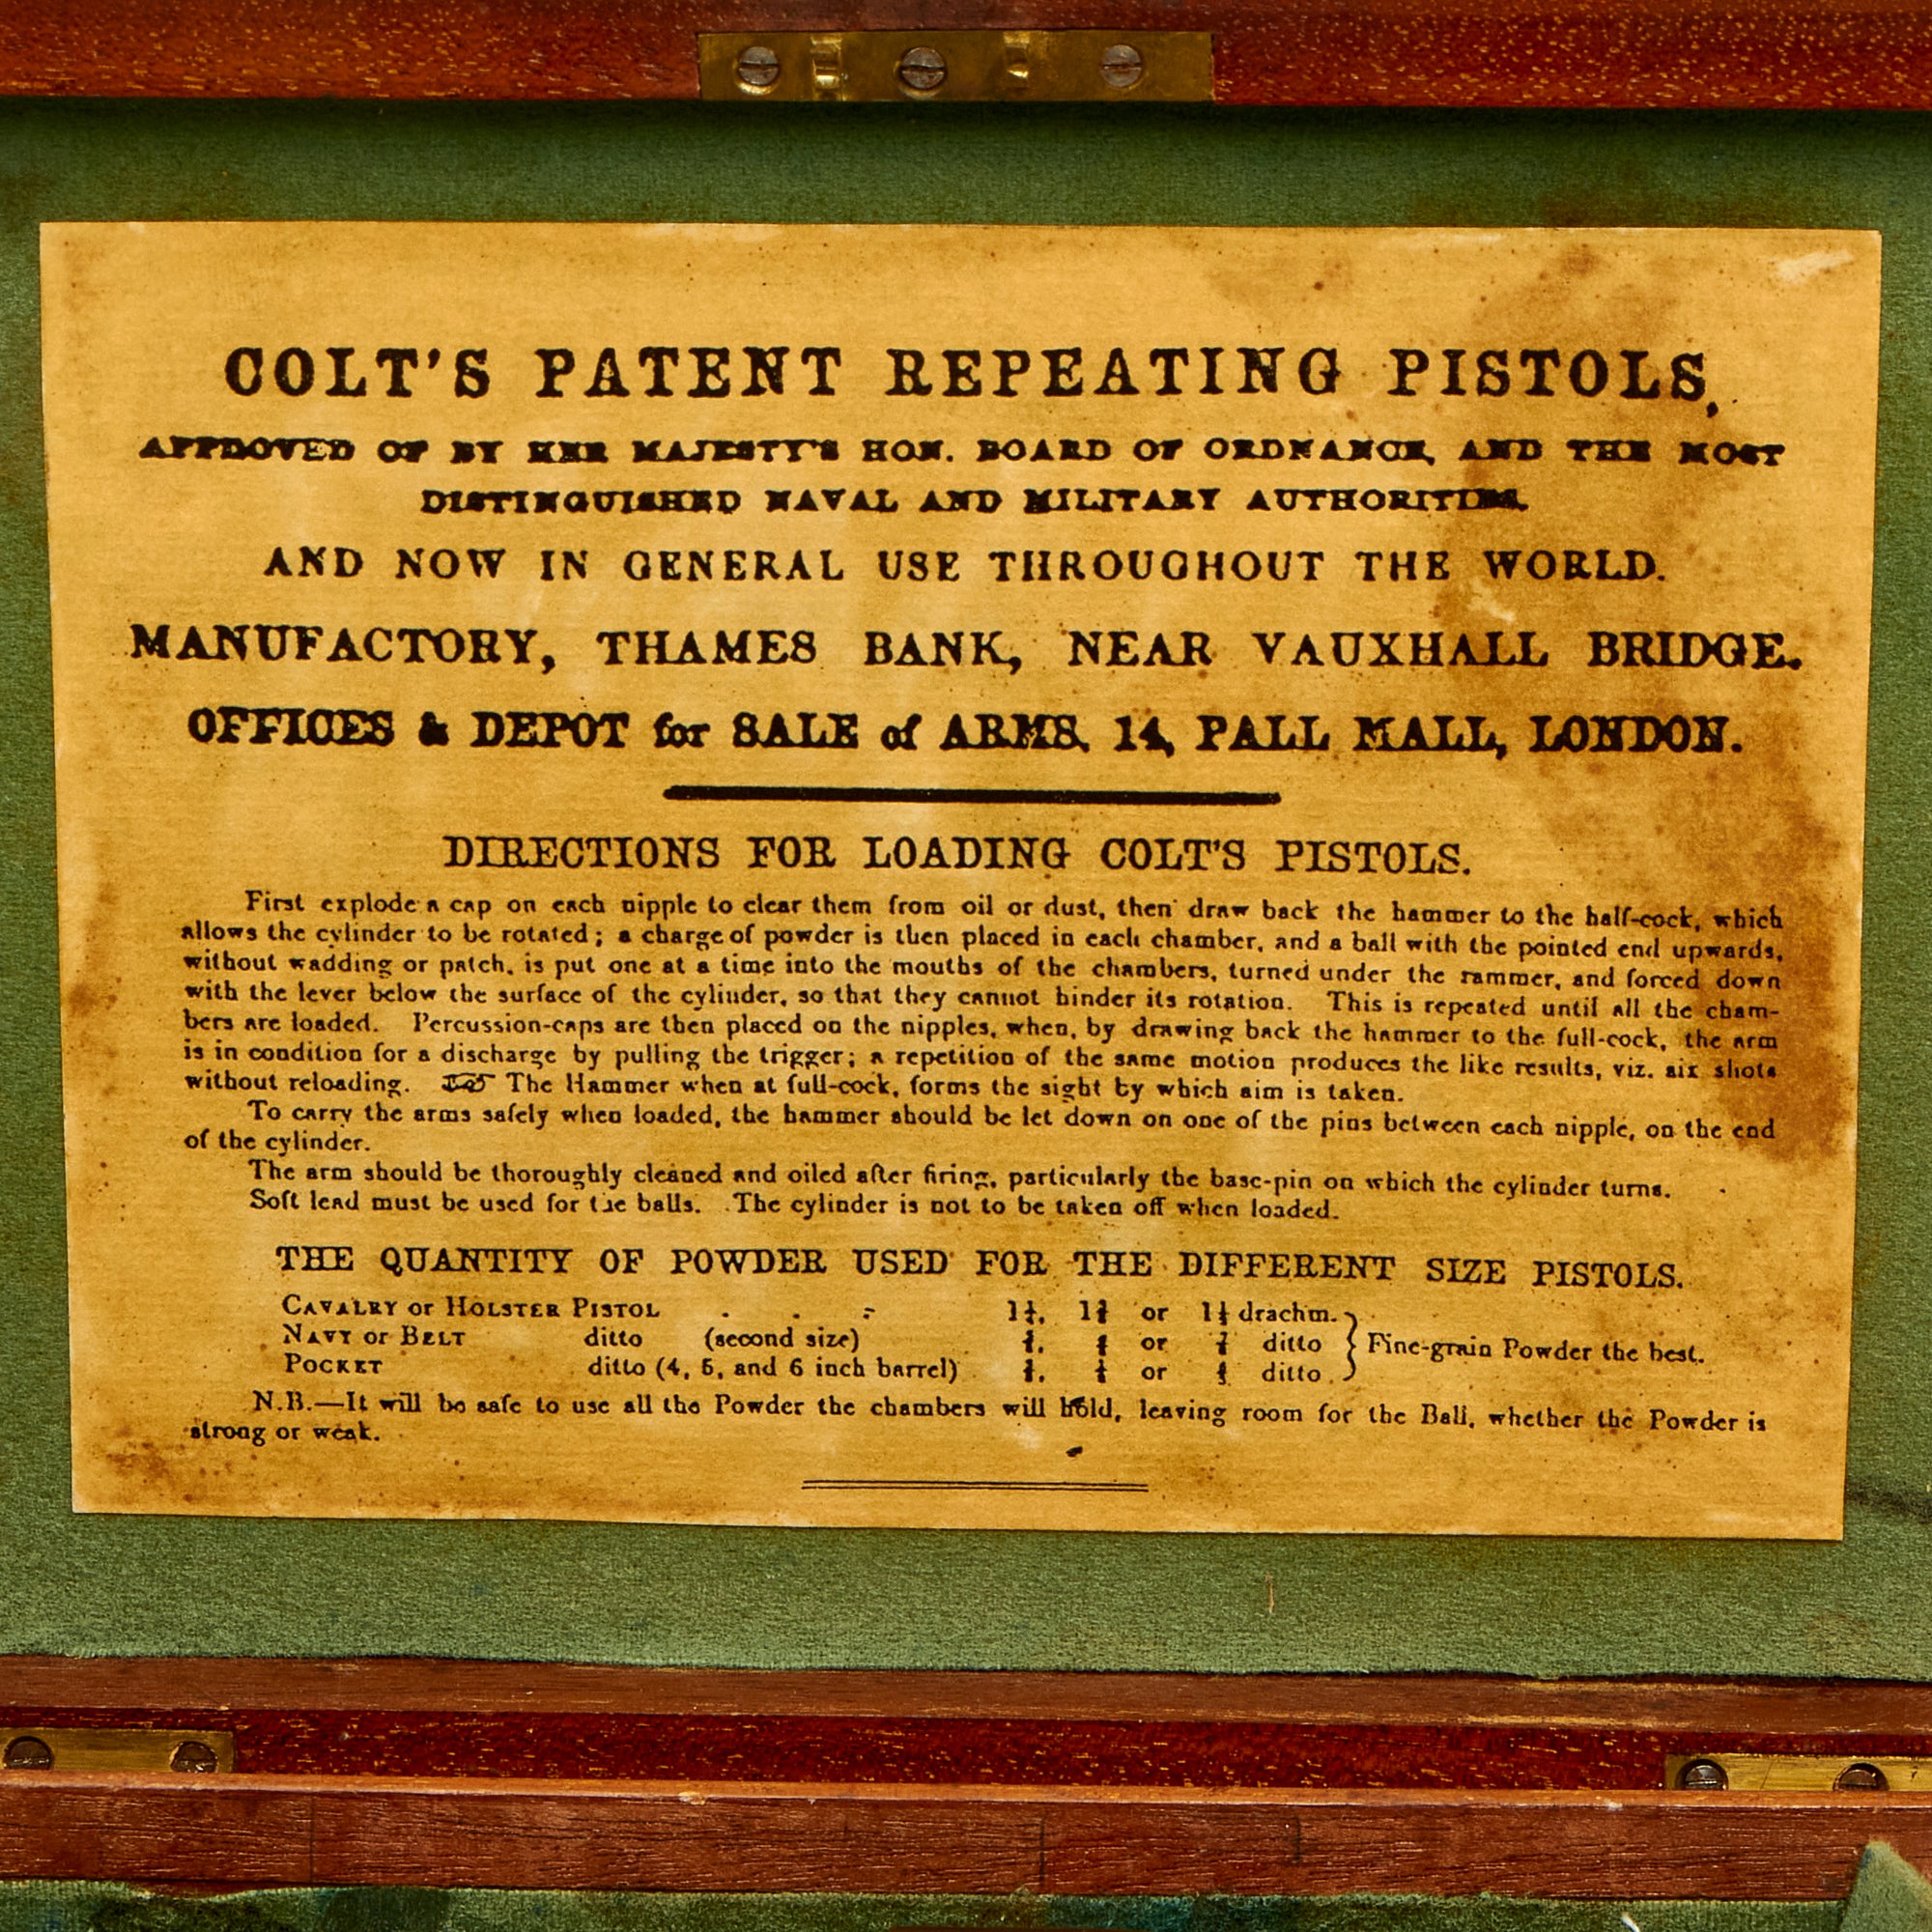 COLT'S PATENT REPEATING PISTOLS,
APPROVED OF BY HER MAJESTY'S HON. BOARD OF ORDNANCE, AND THE MOST
DISTINGUISHED NAVAL AND MILITARY AUTHORITIES,
AND NOW IN GENERAL USE THROUGHOUT THE WORLD.
MANUFACTORY, THAMES BANK, NEAR VAUXHALL BRIDGE.
OFFICES & DEPOT for SALE of ARMS, 14, PALL MALL, LONDON.
DIRECTIONS FOR LOADING COLT'S PISTOLS.
First explode a cap on each nipple to clear them from oil or dust, then draw back the hammer to the half-cock, which
allows the cylinder to be rotated; a charge of powder is then placed in each chamber, and a ball with the pointed end upwards,
without wadding or patch, is put one at a time into the mouths of the chambers, turned under the rammer, and forced down
with the lever below the surface of the cylinder, so that they cannot hinder its rotation. This is repeated until all the cham-
bers are loaded. Percussion-caps are then placed on the nipples, when, by drawing back the hammer to the full-cock, the arm
is in condition for a discharge by pulling the trigger; a repetition of the same motion produces the like results, viz. six shots
without reloading. ☞ The Hammer when at full-cock, forms the sight by which aim is taken.
To carry the arms safely when loaded, the hammer should be let down on one of the pins between each nipple, on the end
of the cylinder.
The arm should be thoroughly cleaned and oiled after firing, particularly the base-pin on which the cylinder turns.
Soft lead must be used for the balls. The cylinder is not to be taken off when loaded.
THE QUANTITY OF POWDER USED FOR THE DIFFERENT SIZE PISTOLS.
CAVALRY or HOLSTER PISTOL . . - or drachm.
NAVY or BELT ditto (second size) or ditto } Fine-grain Powder the best.
POCKET ditto (4, 5, and 6 inch barrel) or ditto
N.B.—It will be safe to use all the Powder the chambers will hold, leaving room for the Ball, whether the Powder is
strong or weak.